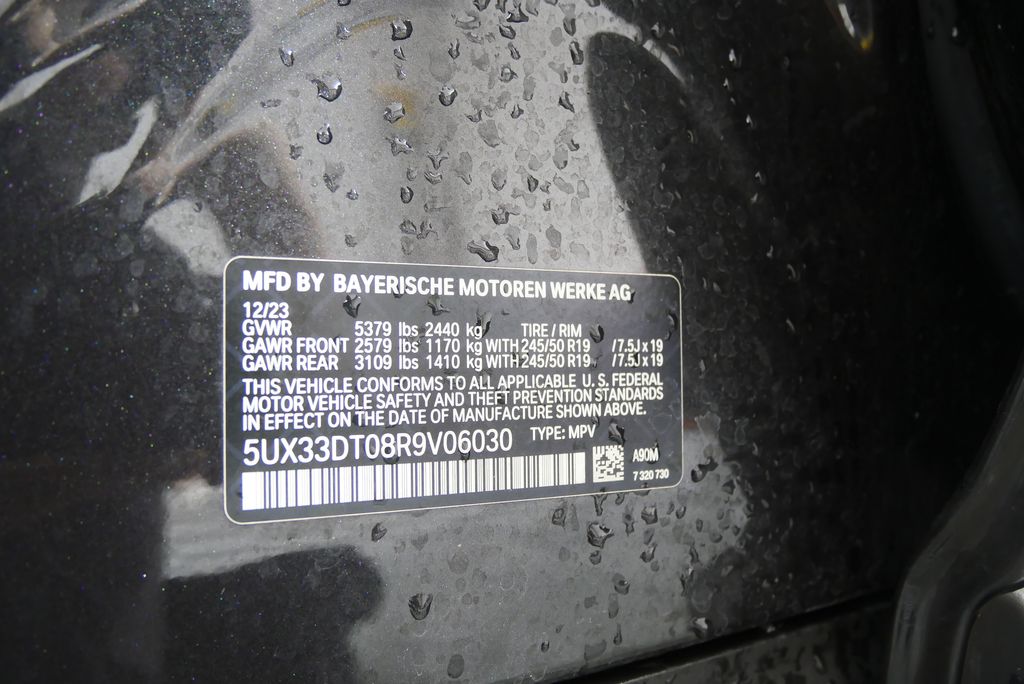 MFD BY BAYERISCHE MOTOREN WERKE AG
12/23
GVWR 5379 lbs 2440 kg TIRE / RIM
GAWR FRONT 2579 lbs 1170 kg WITH 245/50 R19 /7.5J x 19
GAWR REAR 3109 lbs 1410 kg WITH 245/50 R19 /7.5J x 19
THIS VEHICLE CONFORMS TO ALL APPLICABLE U. S. FEDERAL
MOTOR VEHICLE SAFETY AND THEFT PREVENTION STANDARDS
IN EFFECT ON THE DATE OF MANUFACTURE SHOWN ABOVE.
5UX33DT08R9V06030 TYPE: MPV
A90M
7 320 730